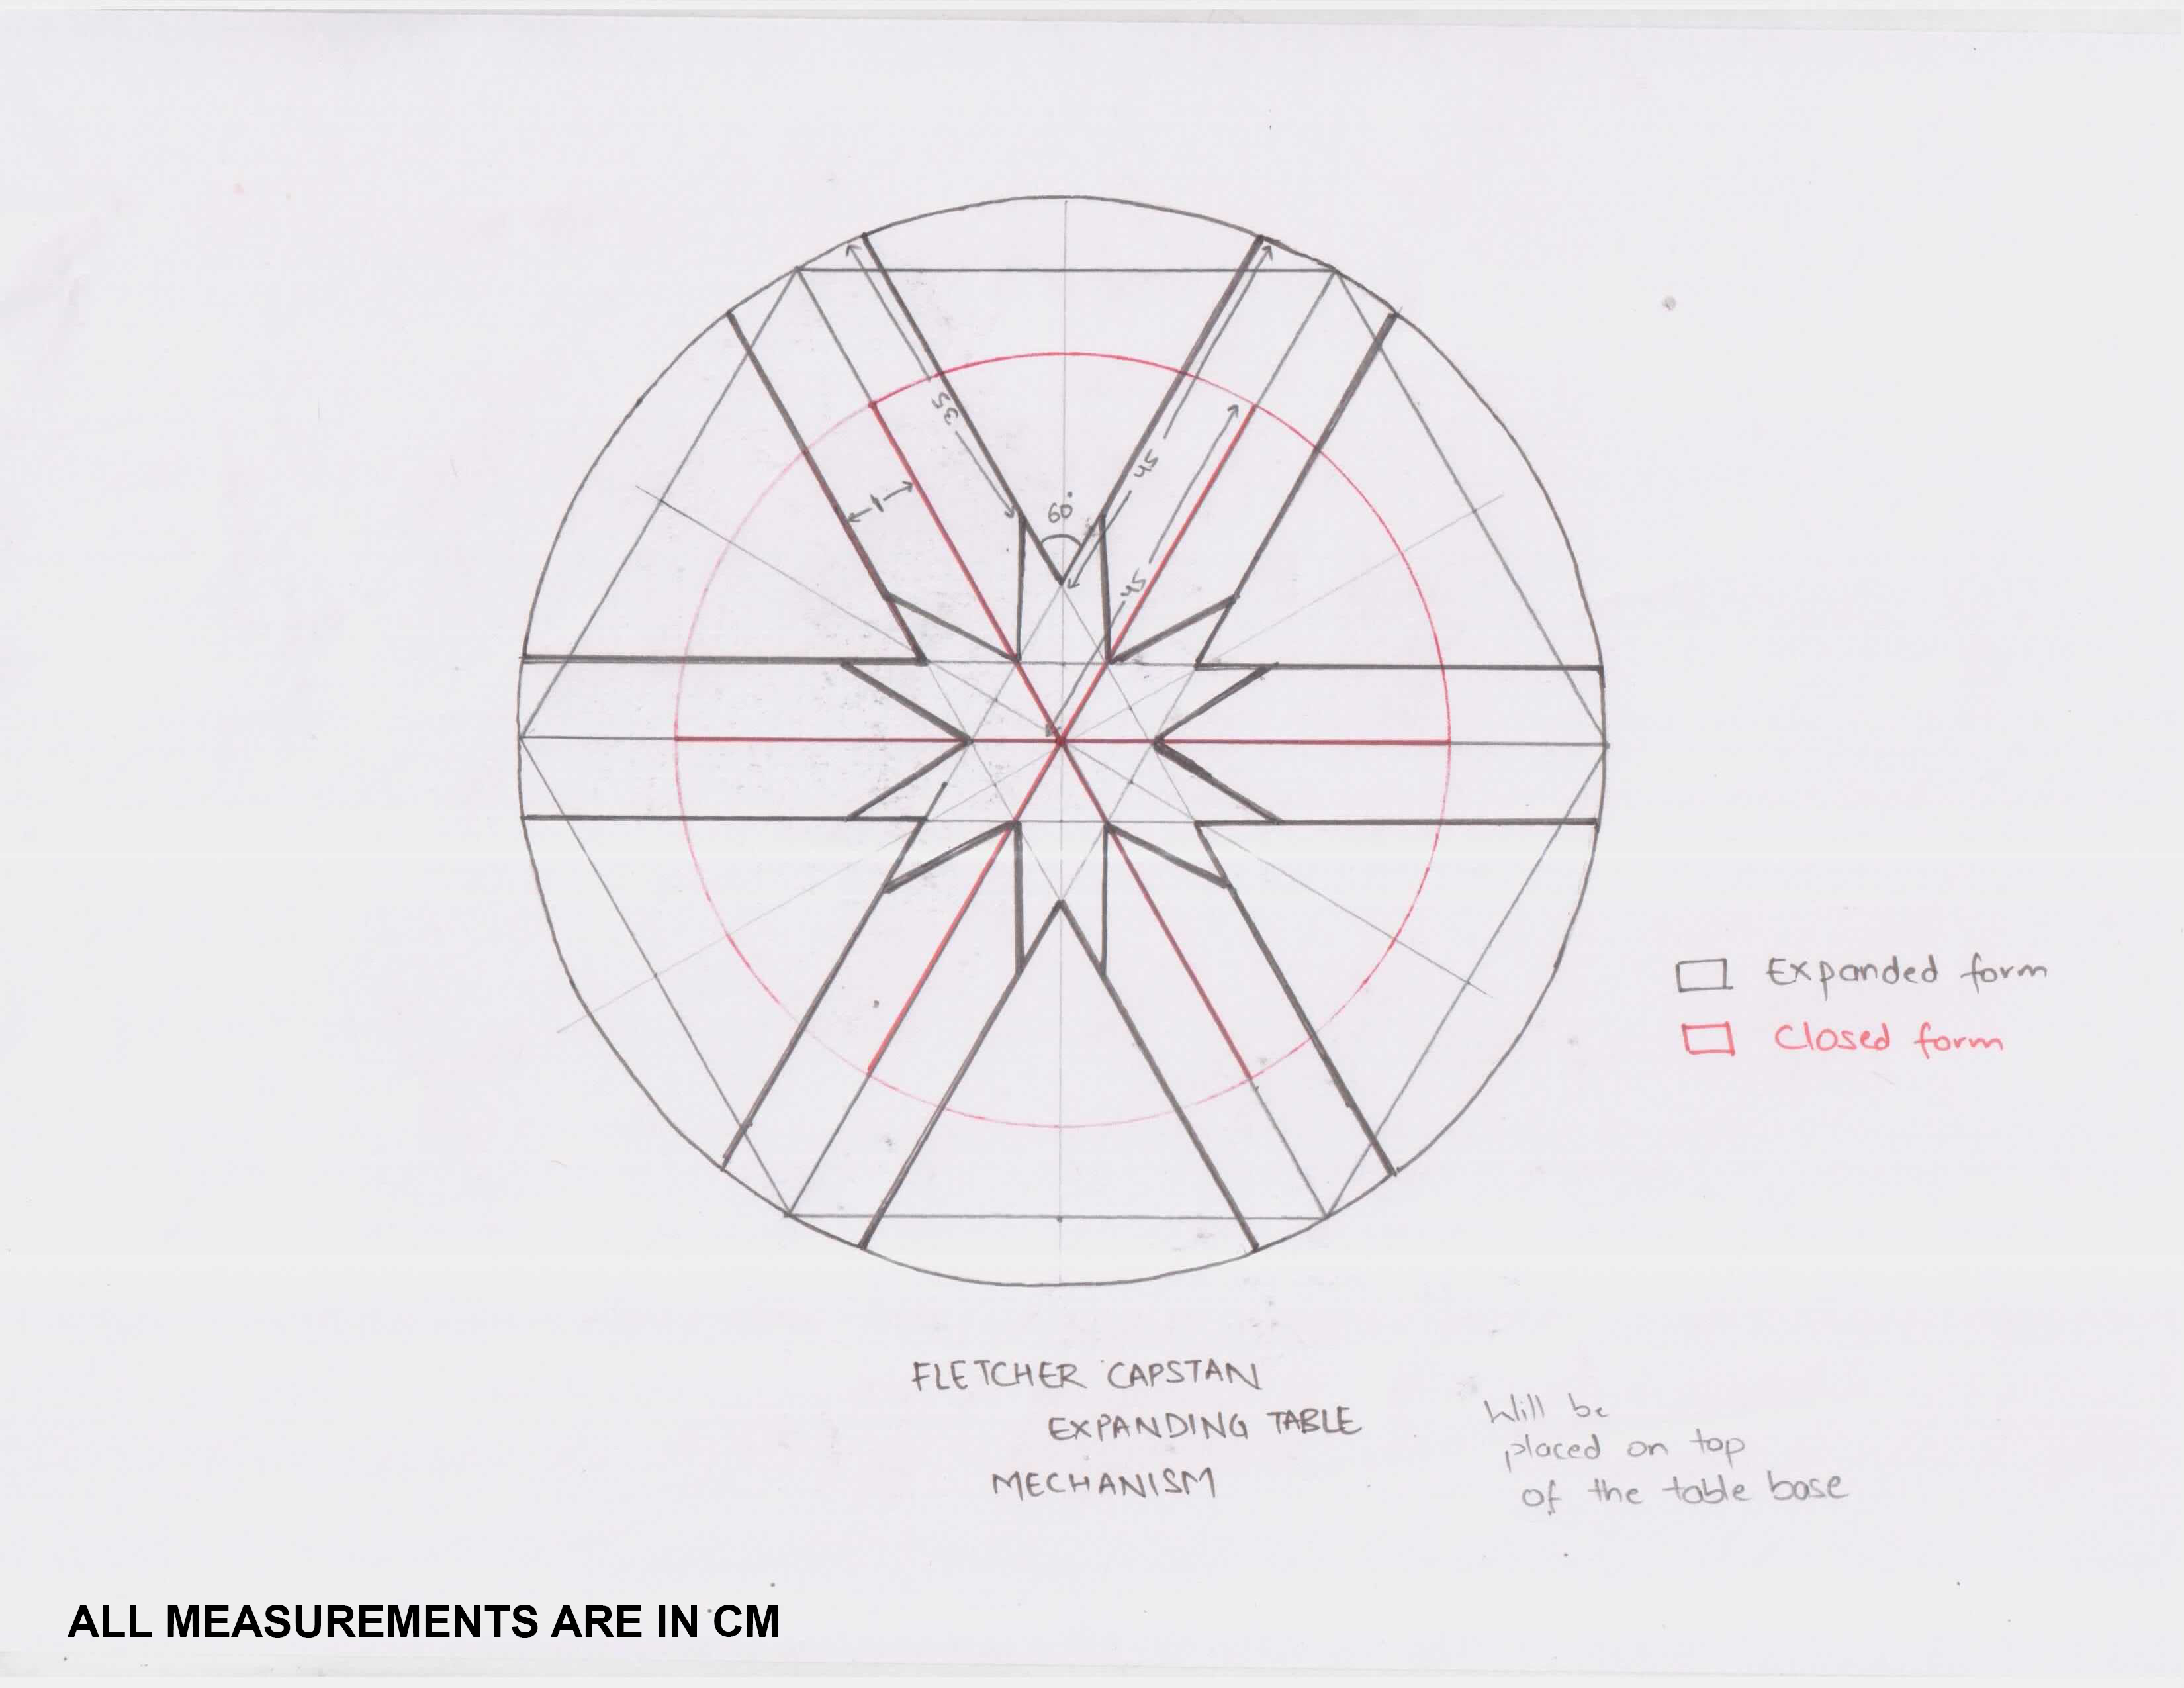 35
60°
45
1
45
Expanded form
Closed form
FLETCHER CAPSTAN
EXPANDING TABLE
MECHANISM
Will be
placed on top
of the table base
ALL MEASUREMENTS ARE IN CM